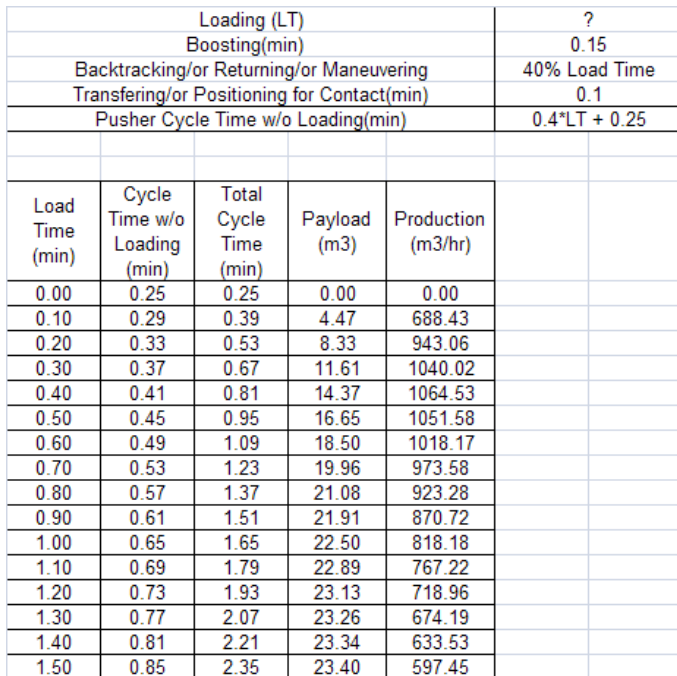 Loading (LT) ?
Boosting(min) 0.15
Backtracking/or Returning/or Maneuvering 40% Load Time
Transfering/or Positioning for Contact(min) 0.1
Pusher Cycle Time w/o Loading(min) 0.4*LT + 0.25
Load Time (min) Cycle Time w/o Loading (min) Total Cycle Time (min) Payload (m3) Production (m3/hr)
0.00 0.25 0.25 0.00 0.00
0.10 0.29 0.39 4.47 688.43
0.20 0.33 0.53 8.33 943.06
0.30 0.37 0.67 11.61 1040.02
0.40 0.41 0.81 14.37 1064.53
0.50 0.45 0.95 16.65 1051.58
0.60 0.49 1.09 18.50 1018.17
0.70 0.53 1.23 19.96 973.58
0.80 0.57 1.37 21.08 923.28
0.90 0.61 1.51 21.91 870.72
1.00 0.65 1.65 22.50 818.18
1.10 0.69 1.79 22.89 767.22
1.20 0.73 1.93 23.13 718.96
1.30 0.77 2.07 23.26 674.19
1.40 0.81 2.21 23.34 633.53
1.50 0.85 2.35 23.40 597.45